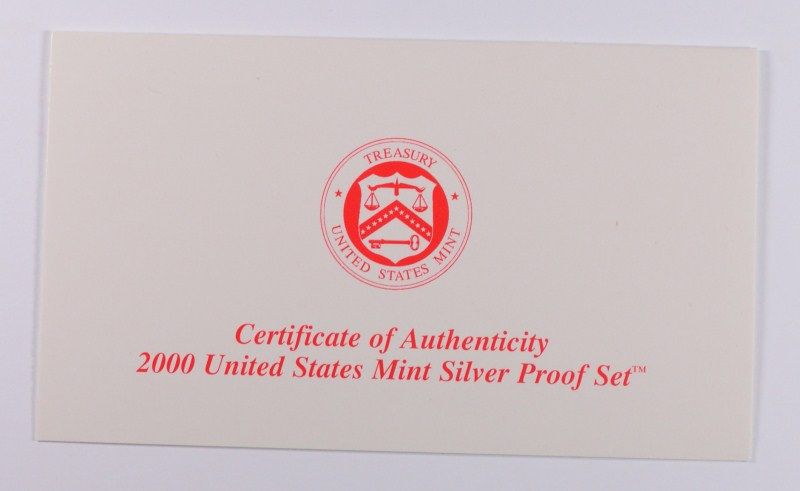 TREASURY
UNITED STATES MINT
Certificate of Authenticity
2000 United States Mint Silver Proof Set™